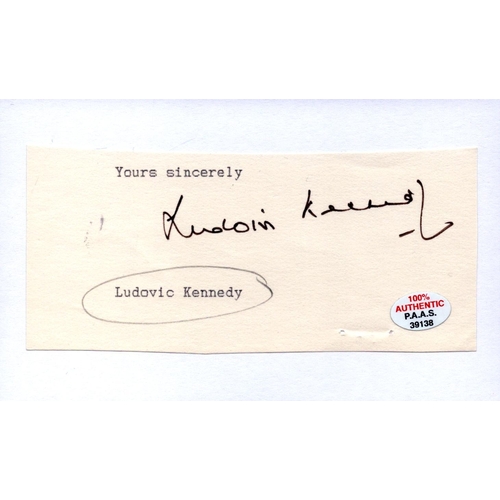 Yours sincerely
Ludovic Kennedy
Ludovic Kennedy
100%
AUTHENTIC
P.A.A.S.
39138